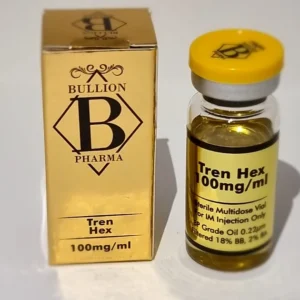 BULLION
B
PHARMA
Tren
Hex
100mg/ml
B
Tren Hex
100mg/ml
Sterile Multidose Vial
For IM Injection Only
Grade Oil 0.22µm
18% BB, 2%